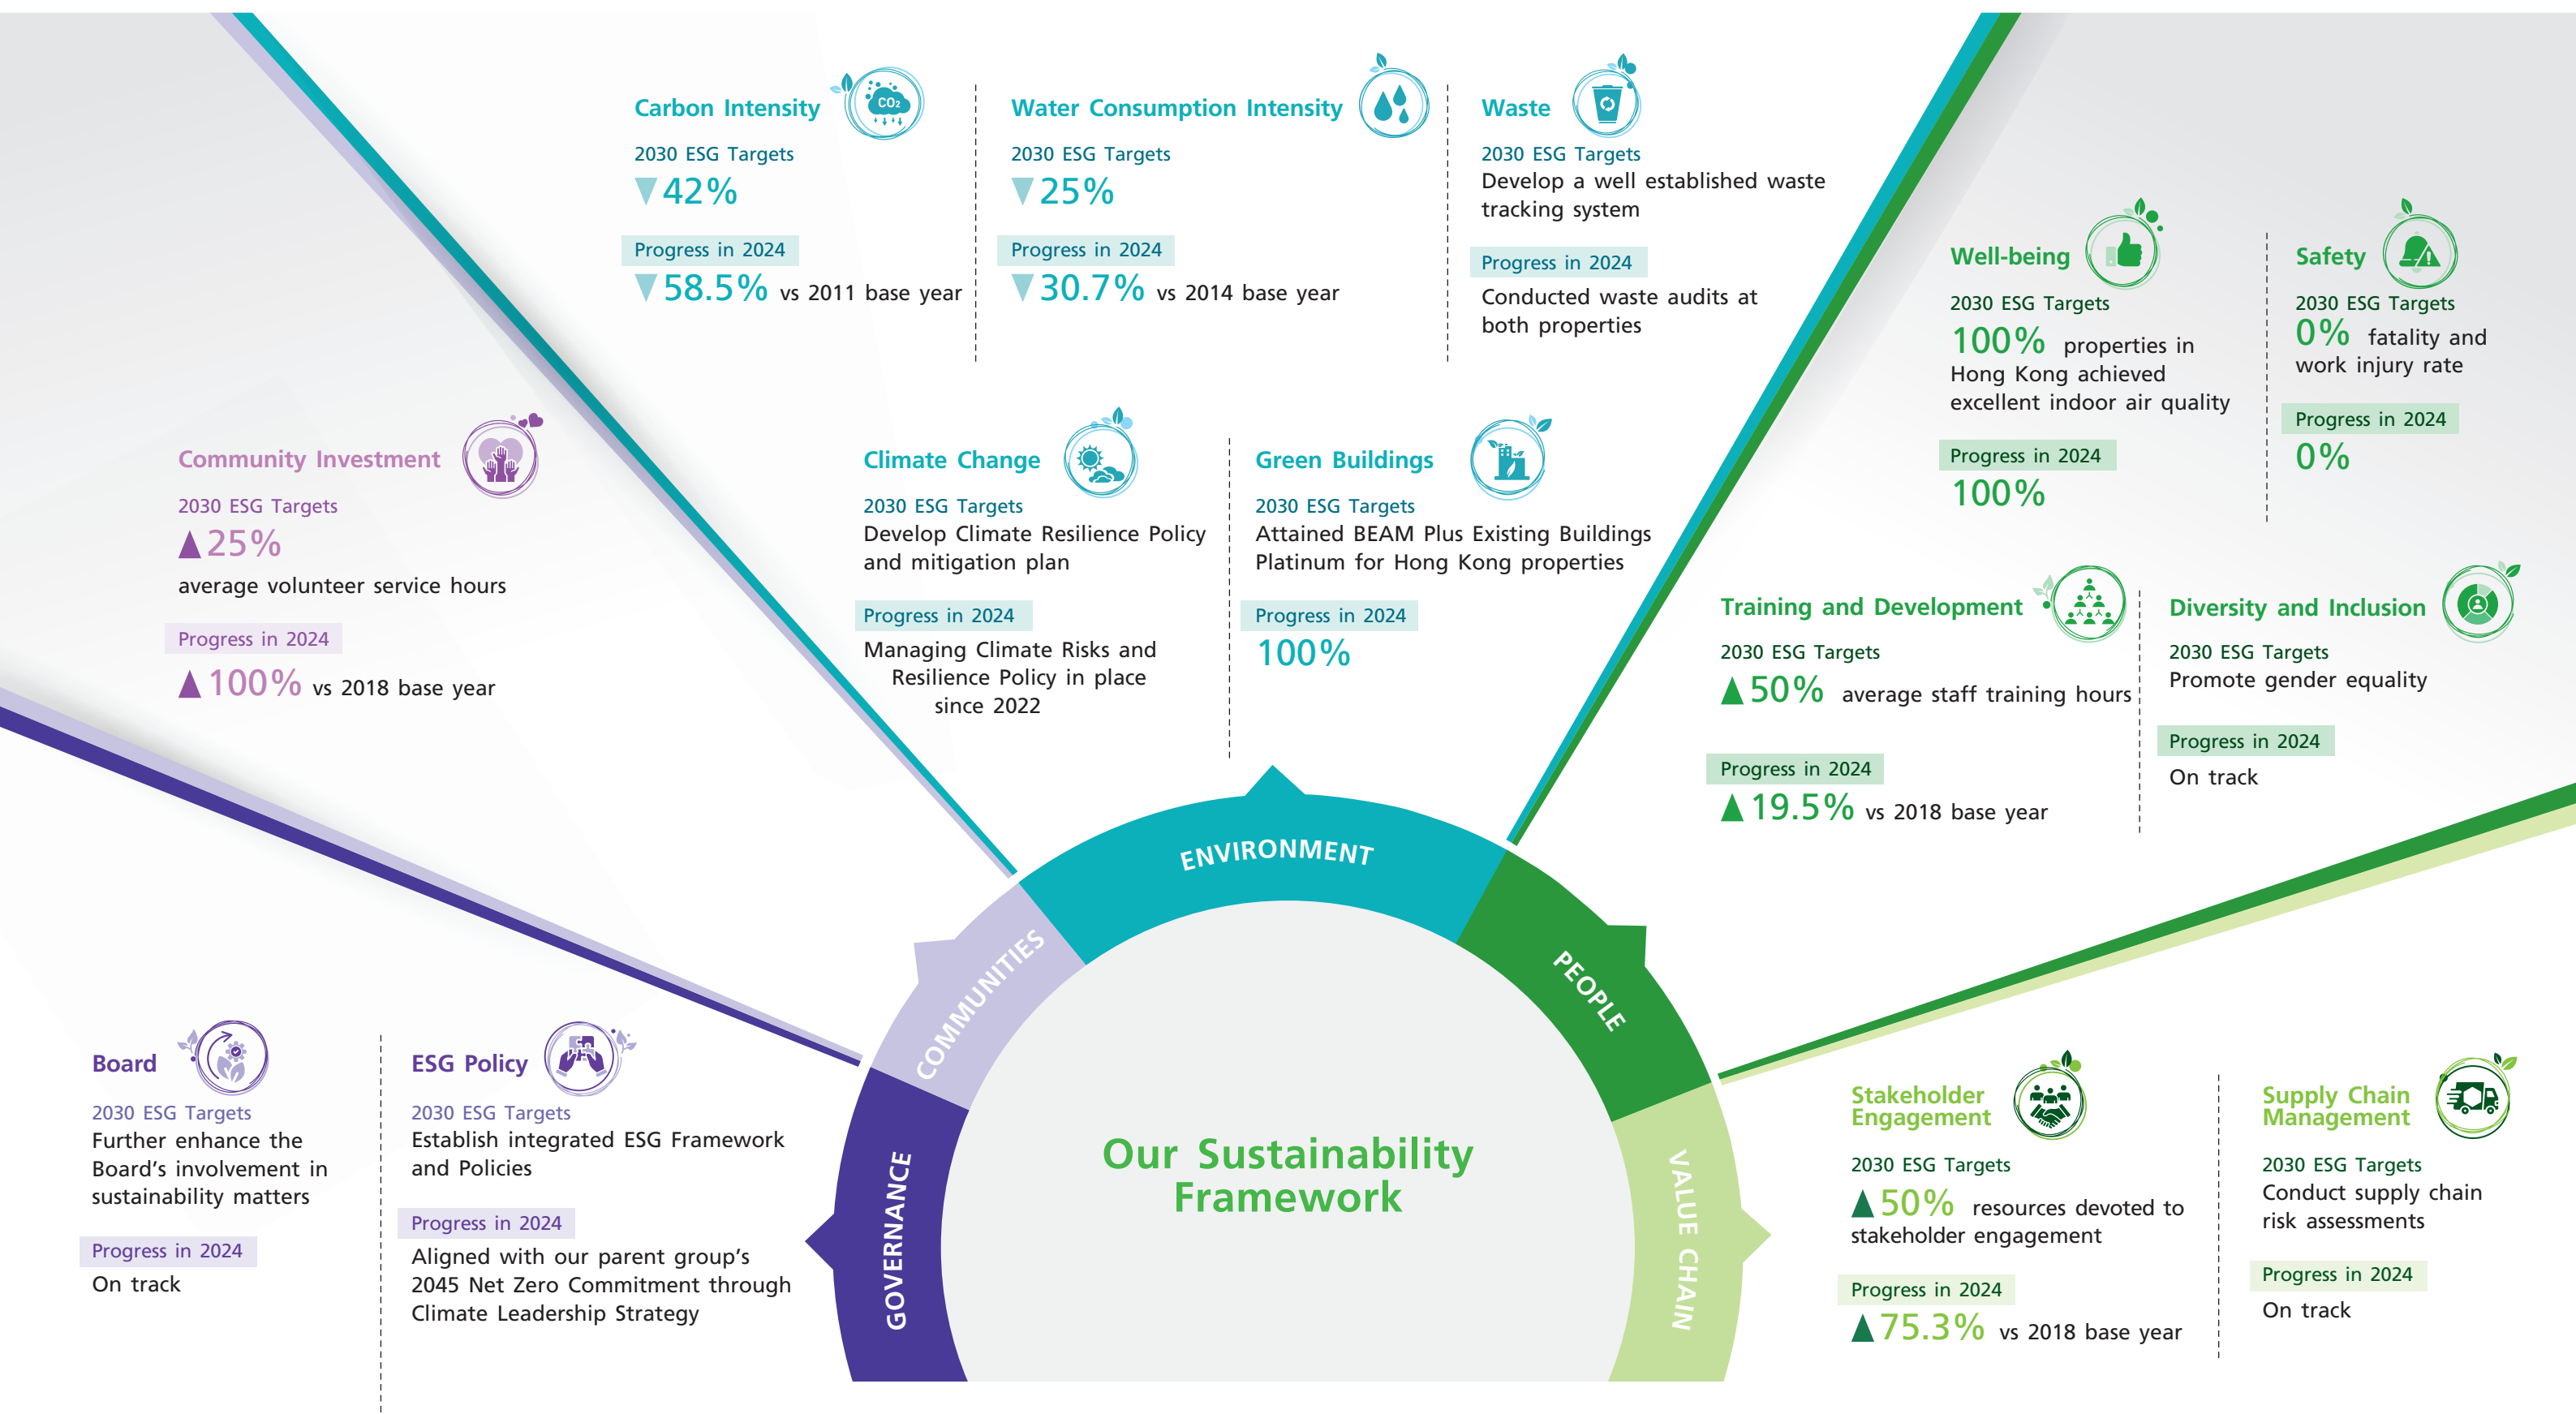 Carbon Intensity
CO₂
2030 ESG Targets
▼ 42%
Progress in 2024
▼ 58.5% vs 2011 base year
Water Consumption Intensity
2030 ESG Targets
▼ 25%
Progress in 2024
▼ 30.7% vs 2014 base year
Waste
2030 ESG Targets
Develop a well established waste
tracking system
Progress in 2024
Conducted waste audits at
both properties
Climate Change
2030 ESG Targets
Develop Climate Resilience Policy
and mitigation plan
Progress in 2024
Managing Climate Risks and
Resilience Policy in place
since 2022
Green Buildings
2030 ESG Targets
Attained BEAM Plus Existing Buildings
Platinum for Hong Kong properties
Progress in 2024
100%
Well-being
2030 ESG Targets
100% properties in
Hong Kong achieved
excellent indoor air quality
Progress in 2024
100%
Safety
2030 ESG Targets
0% fatality and
work injury rate
Progress in 2024
0%
Training and Development
2030 ESG Targets
▲ 50% average staff training hours
Progress in 2024
▲ 19.5% vs 2018 base year
Diversity and Inclusion
2030 ESG Targets
Promote gender equality
Progress in 2024
On track
Community Investment
2030 ESG Targets
▲ 25%
average volunteer service hours
Progress in 2024
▲ 100% vs 2018 base year
Board
2030 ESG Targets
Further enhance the
Board's involvement in
sustainability matters
Progress in 2024
On track
ESG Policy
2030 ESG Targets
Establish integrated ESG Framework
and Policies
Progress in 2024
Aligned with our parent group's
2045 Net Zero Commitment through
Climate Leadership Strategy
GOVERNANCE
COMMUNITIES
ENVIRONMENT
PEOPLE
VALUE CHAIN
Our Sustainability
Framework
Stakeholder
Engagement
2030 ESG Targets
▲ 50% resources devoted to
stakeholder engagement
Progress in 2024
▲ 75.3% vs 2018 base year
Supply Chain
Management
2030 ESG Targets
Conduct supply chain
risk assessments
Progress in 2024
On track